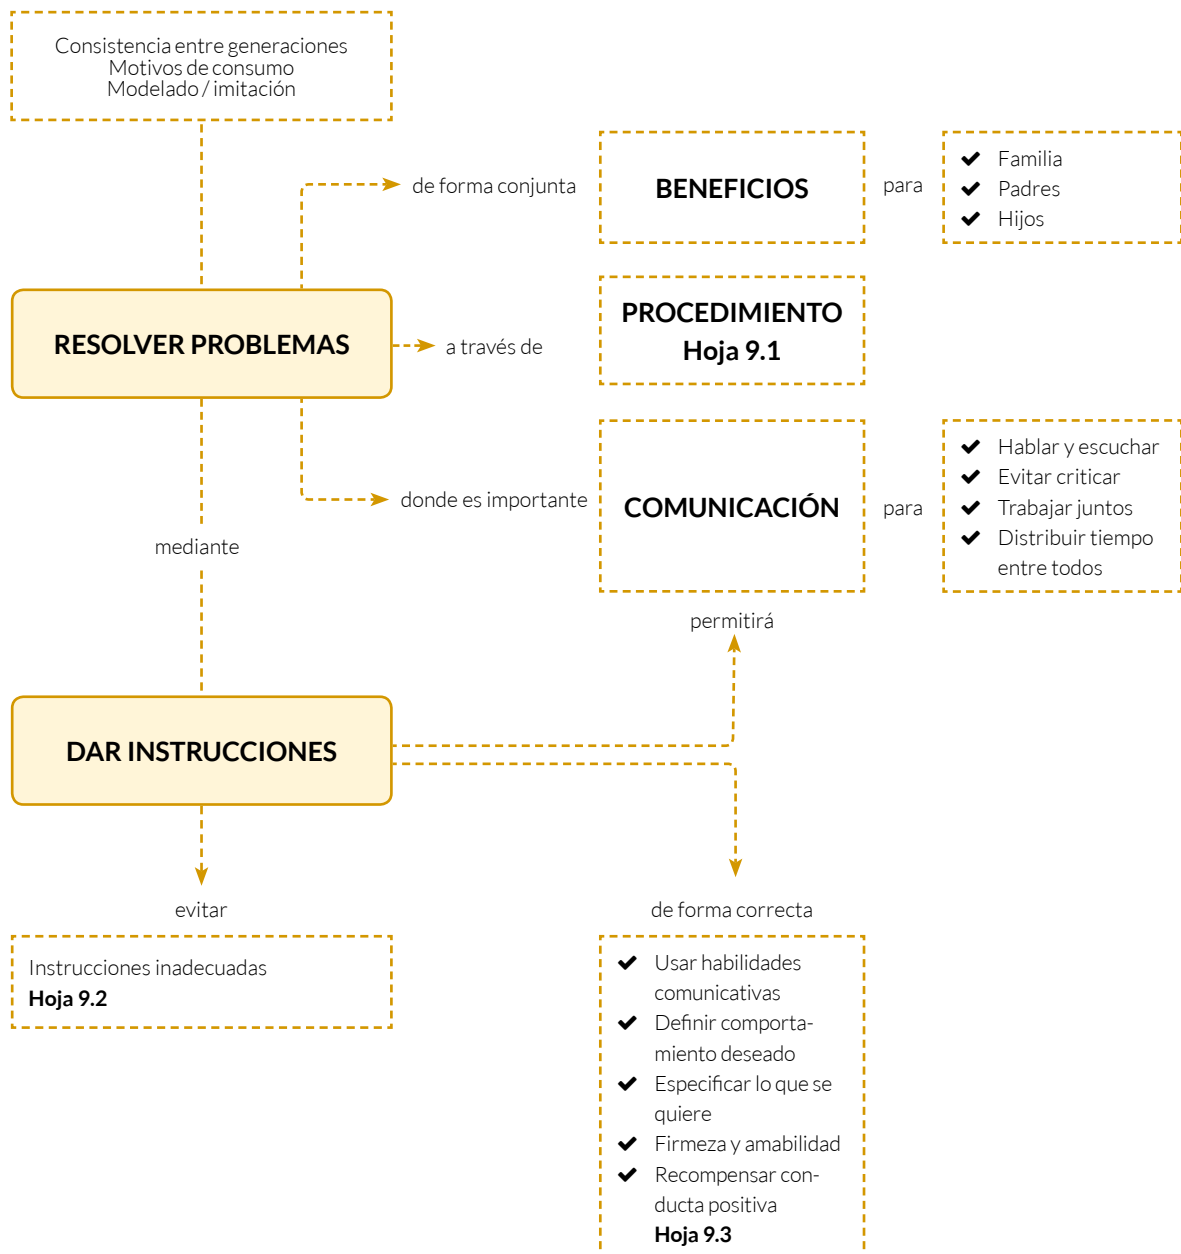 Consistencia entre generaciones
Motivos de consumo
Modelado / imitación
de forma conjunta
BENEFICIOS
para
Familia
Padres
Hijos
RESOLVER PROBLEMAS
a través de
PROCEDIMIENTO
Hoja 9.1
donde es importante
COMUNICACIÓN
para
Hablar y escuchar
Evitar criticar
Trabajar juntos
Distribuir tiempo
entre todos
mediante
permitirá
DAR INSTRUCCIONES
evitar
Instrucciones inadecuadas
Hoja 9.2
de forma correcta
Usar habilidades
comunicativas
Definir comporta-
miento deseado
Especificar lo que se
quiere
Firmeza y amabilidad
Recompensar con-
ducta positiva
Hoja 9.3